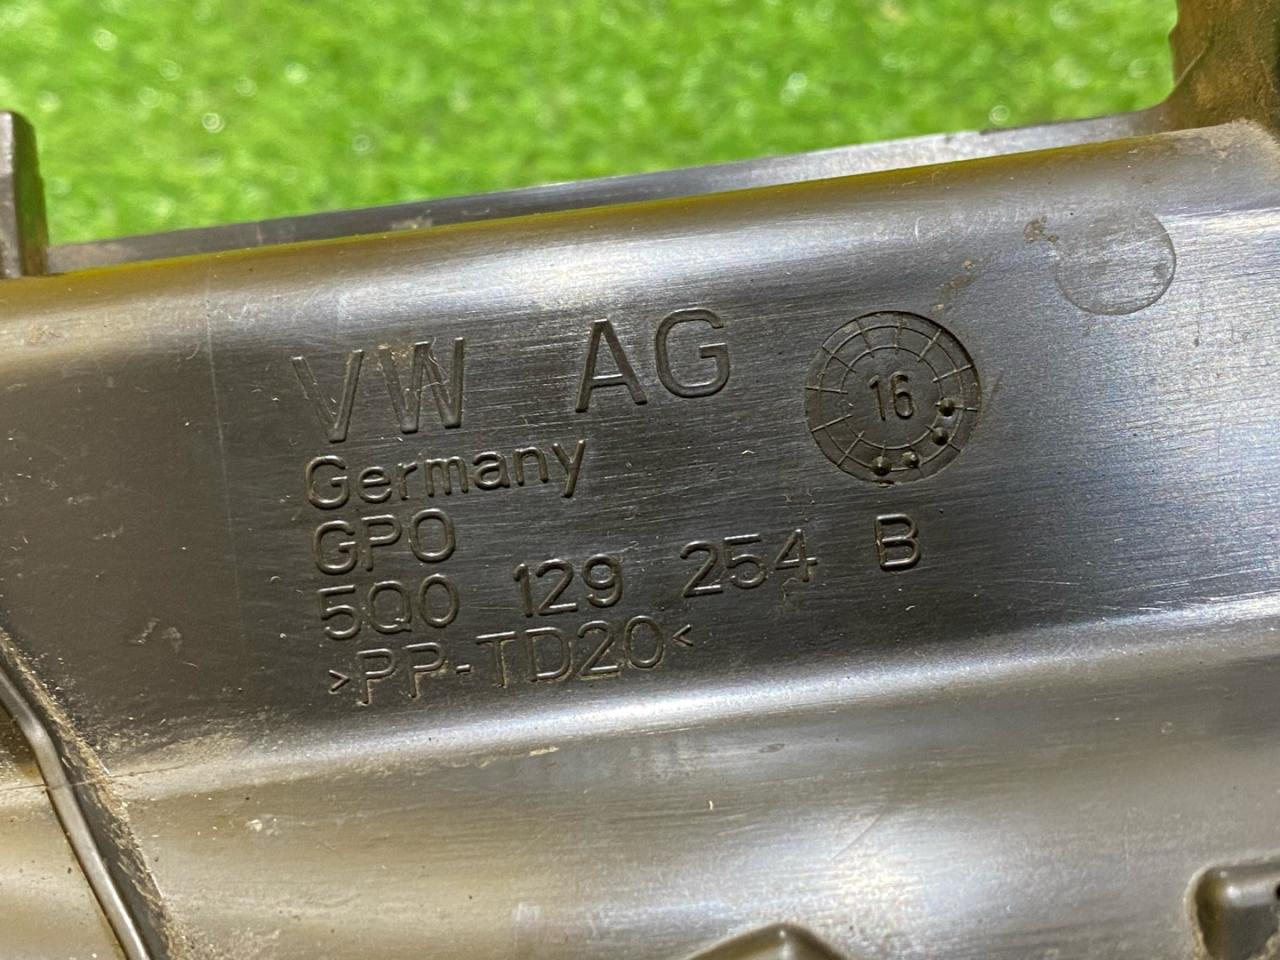 VW AG
16
Germany
GPO
5Q0 129 254 B
>PP-TD20<